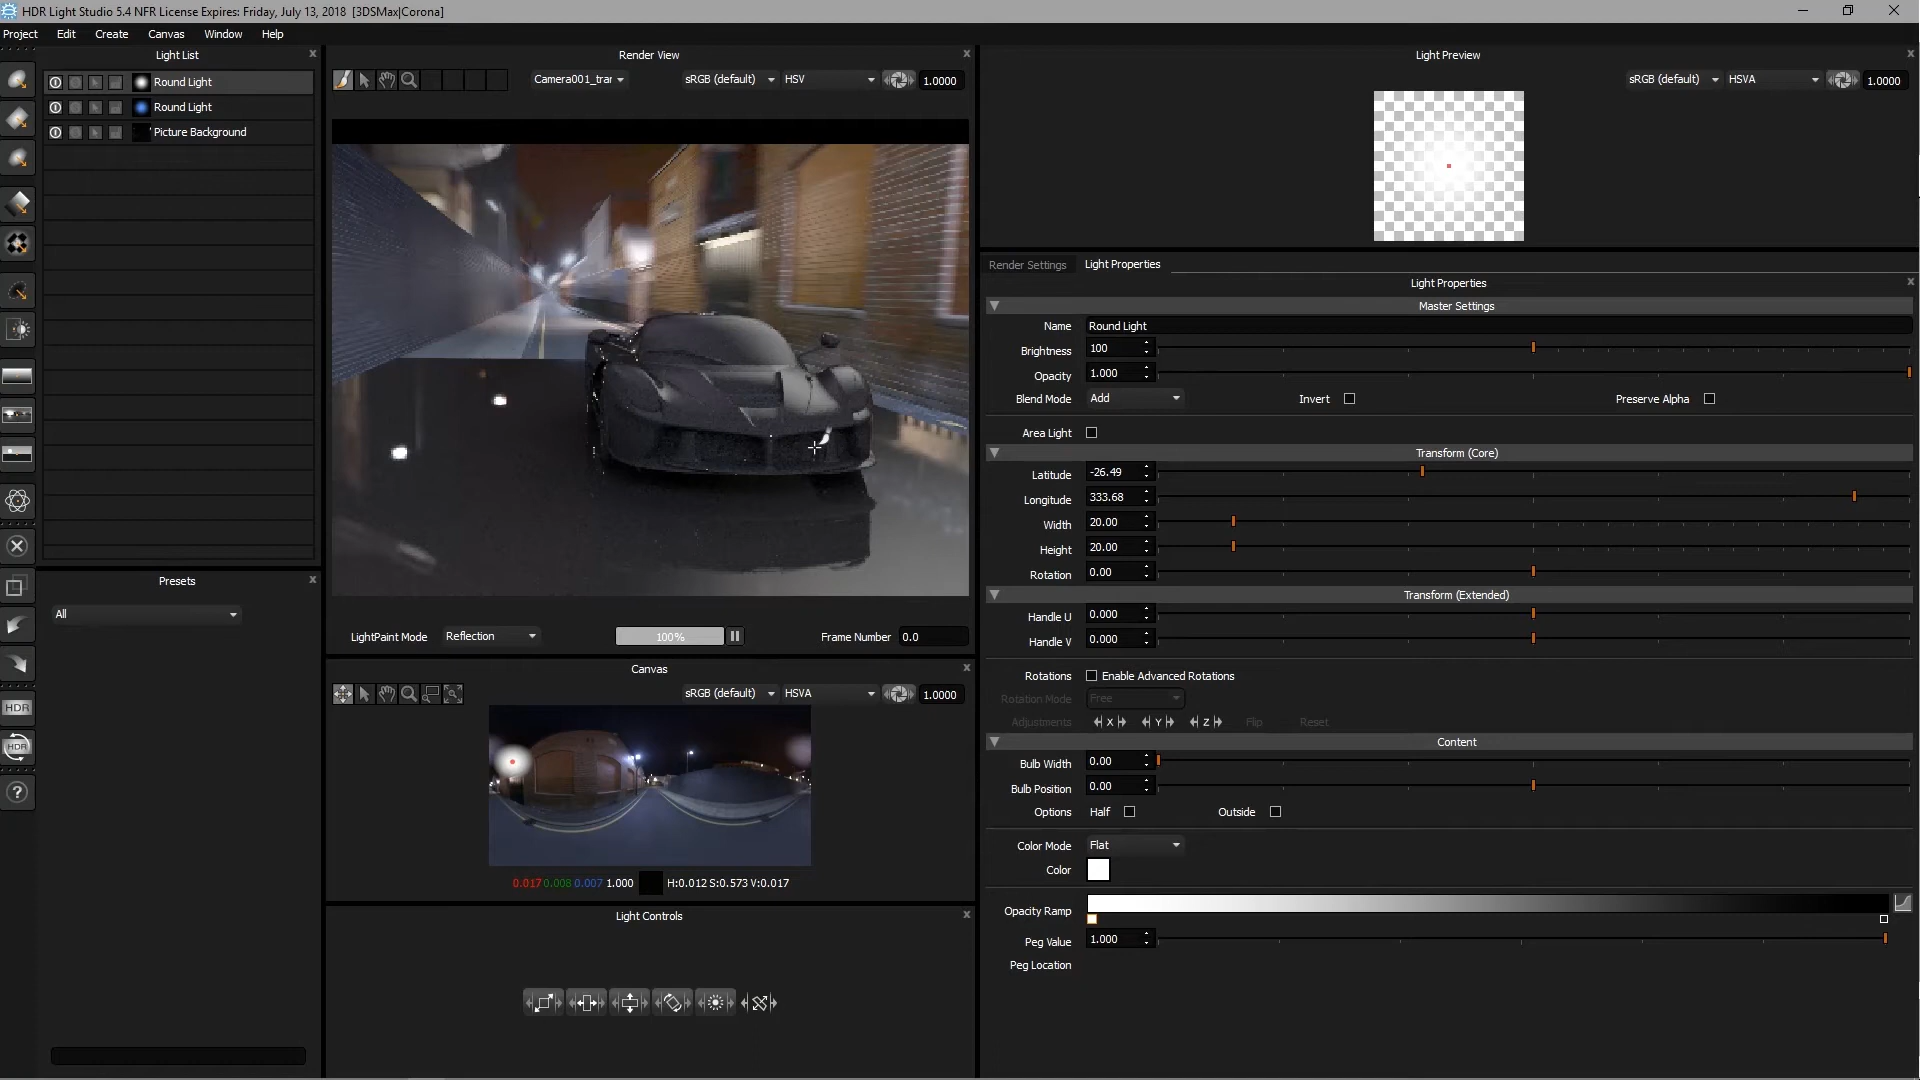 HDR Light Studio 5.4 NFR License Expires: Friday, July 13, 2018 [3DSMax|Corona]
Project Edit Create Canvas Window Help
Light List
Round Light
Round Light
Picture Background
Presets
All
HDR
HDR
?
Render View
Camera001_trar sRGB (default) HSV 1.0000
LightPaint Mode Reflection 100% Frame Number 0.0
Canvas
sRGB (default) HSVA 1.0000
0.017 0.008 0.007 1.000 H:0.012 S:0.573 V:0.017
Light Controls
Light Preview
sRGB (default) HSVA 1.0000
Render Settings Light Properties
Light Properties
Master Settings
Name Round Light
Brightness 100
Opacity 1.000
Blend Mode Add Invert Preserve Alpha
Area Light
Transform (Core)
Latitude -26.49
Longitude 333.68
Width 20.00
Height 20.00
Rotation 0.00
Transform (Extended)
Handle U 0.000
Handle V 0.000
Rotations Enable Advanced Rotations
Rotation Mode Free
Adjustments X Y Z Flip Reset
Content
Bulb Width 0.00
Bulb Position 0.00
Options Half Outside
Color Mode Flat
Color
Opacity Ramp
Peg Value 1.000
Peg Location